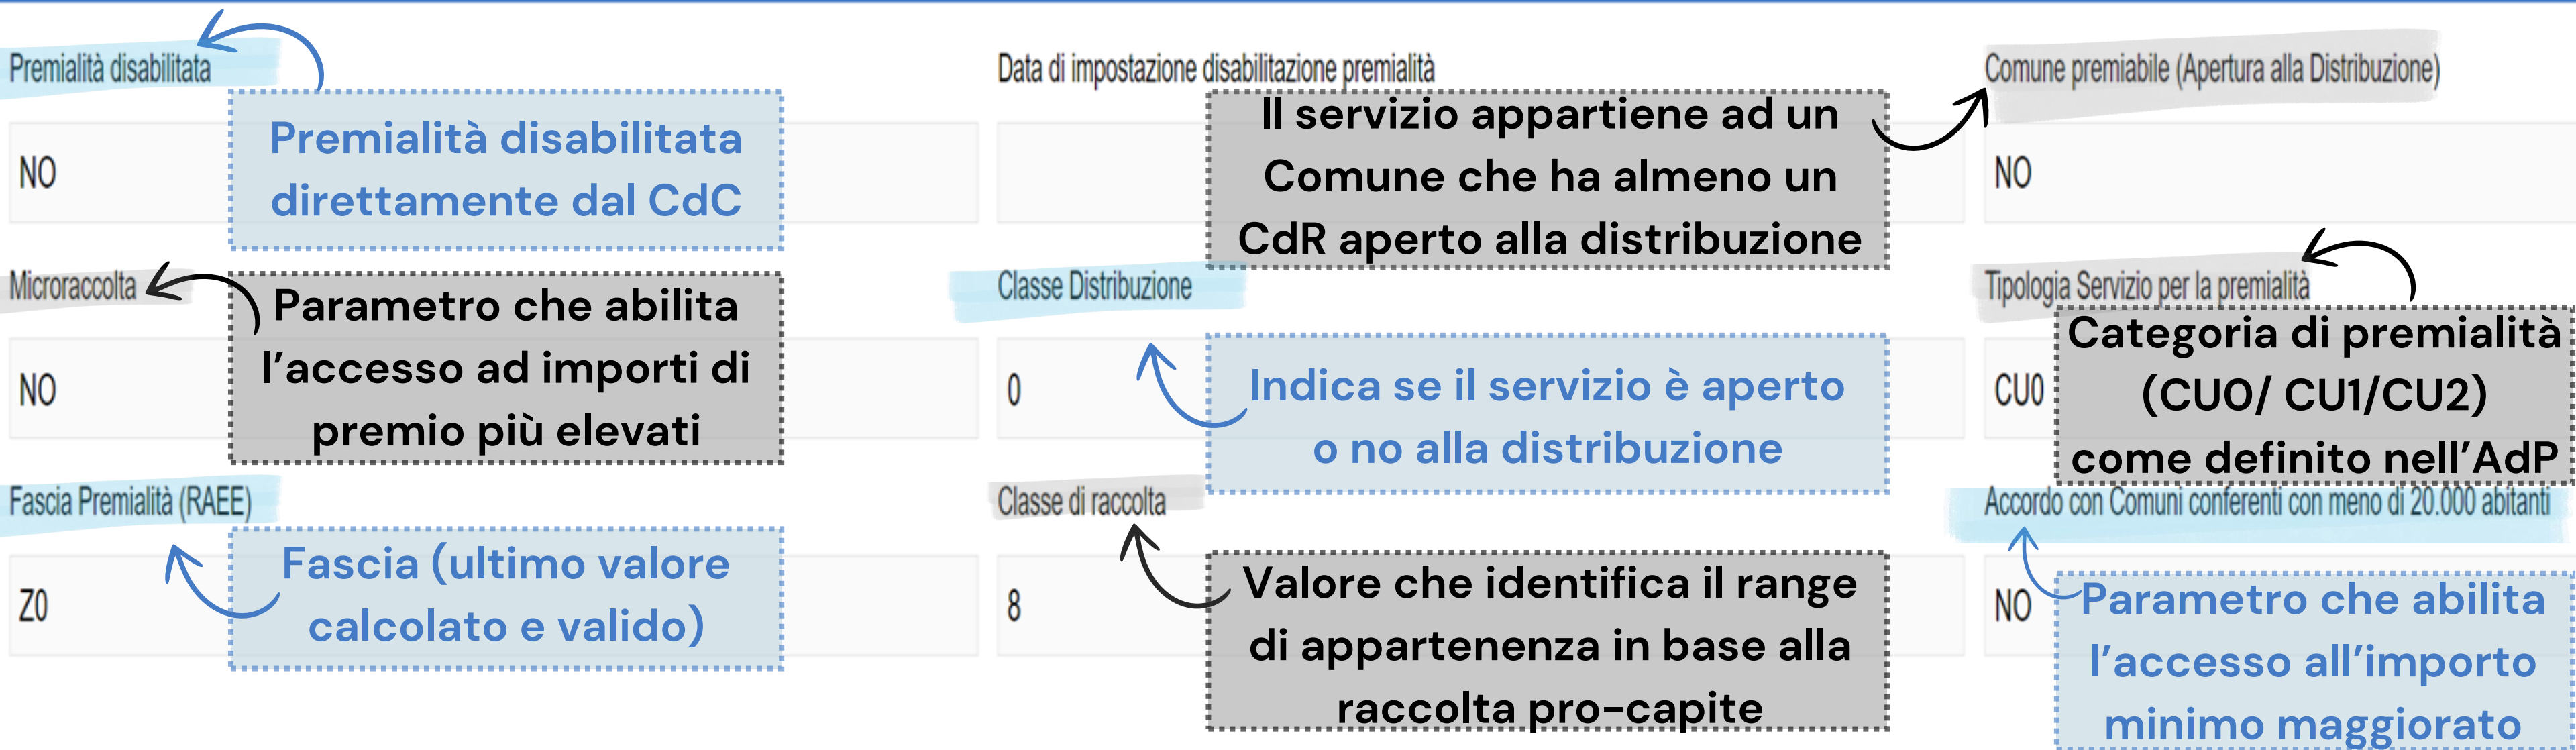 Premialità disabilitata
Data di impostazione disabilitazione premialità
Comune premiabile (Apertura alla Distribuzione)
NO
Premialità disabilitata
direttamente dal CdC
Il servizio appartiene ad un
Comune che ha almeno un
CdR aperto alla distribuzione
NO
Microraccolta
Parametro che abilita
l'accesso ad importi di
premio più elevati
NO
Classe Distribuzione
0
Indica se il servizio è aperto
o no alla distribuzione
Tipologia Servizio per la premialità
CU0
Categoria di premialità
(CU0/ CU1/CU2)
come definito nell'AdP
Fascia Premialità (RAEE)
Z0
Fascia (ultimo valore
calcolato e valido)
Classe di raccolta
8
Valore che identifica il range
di appartenenza in base alla
raccolta pro-capite
Accordo con Comuni conferenti con meno di 20.000 abitanti
NO
Parametro che abilita
l'accesso all'importo
minimo maggiorato